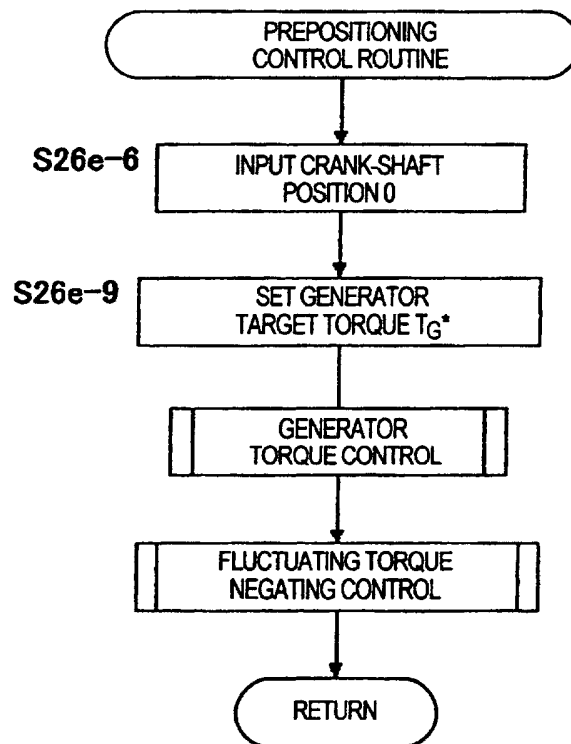 PREPOSITIONING
CONTROL ROUTINE
S26e-6
INPUT CRANK-SHAFT
POSITION 0
S26e-9
SET GENERATOR
TARGET TORQUE TG*
GENERATOR
TORQUE CONTROL
FLUCTUATING TORQUE
NEGATING CONTROL
RETURN